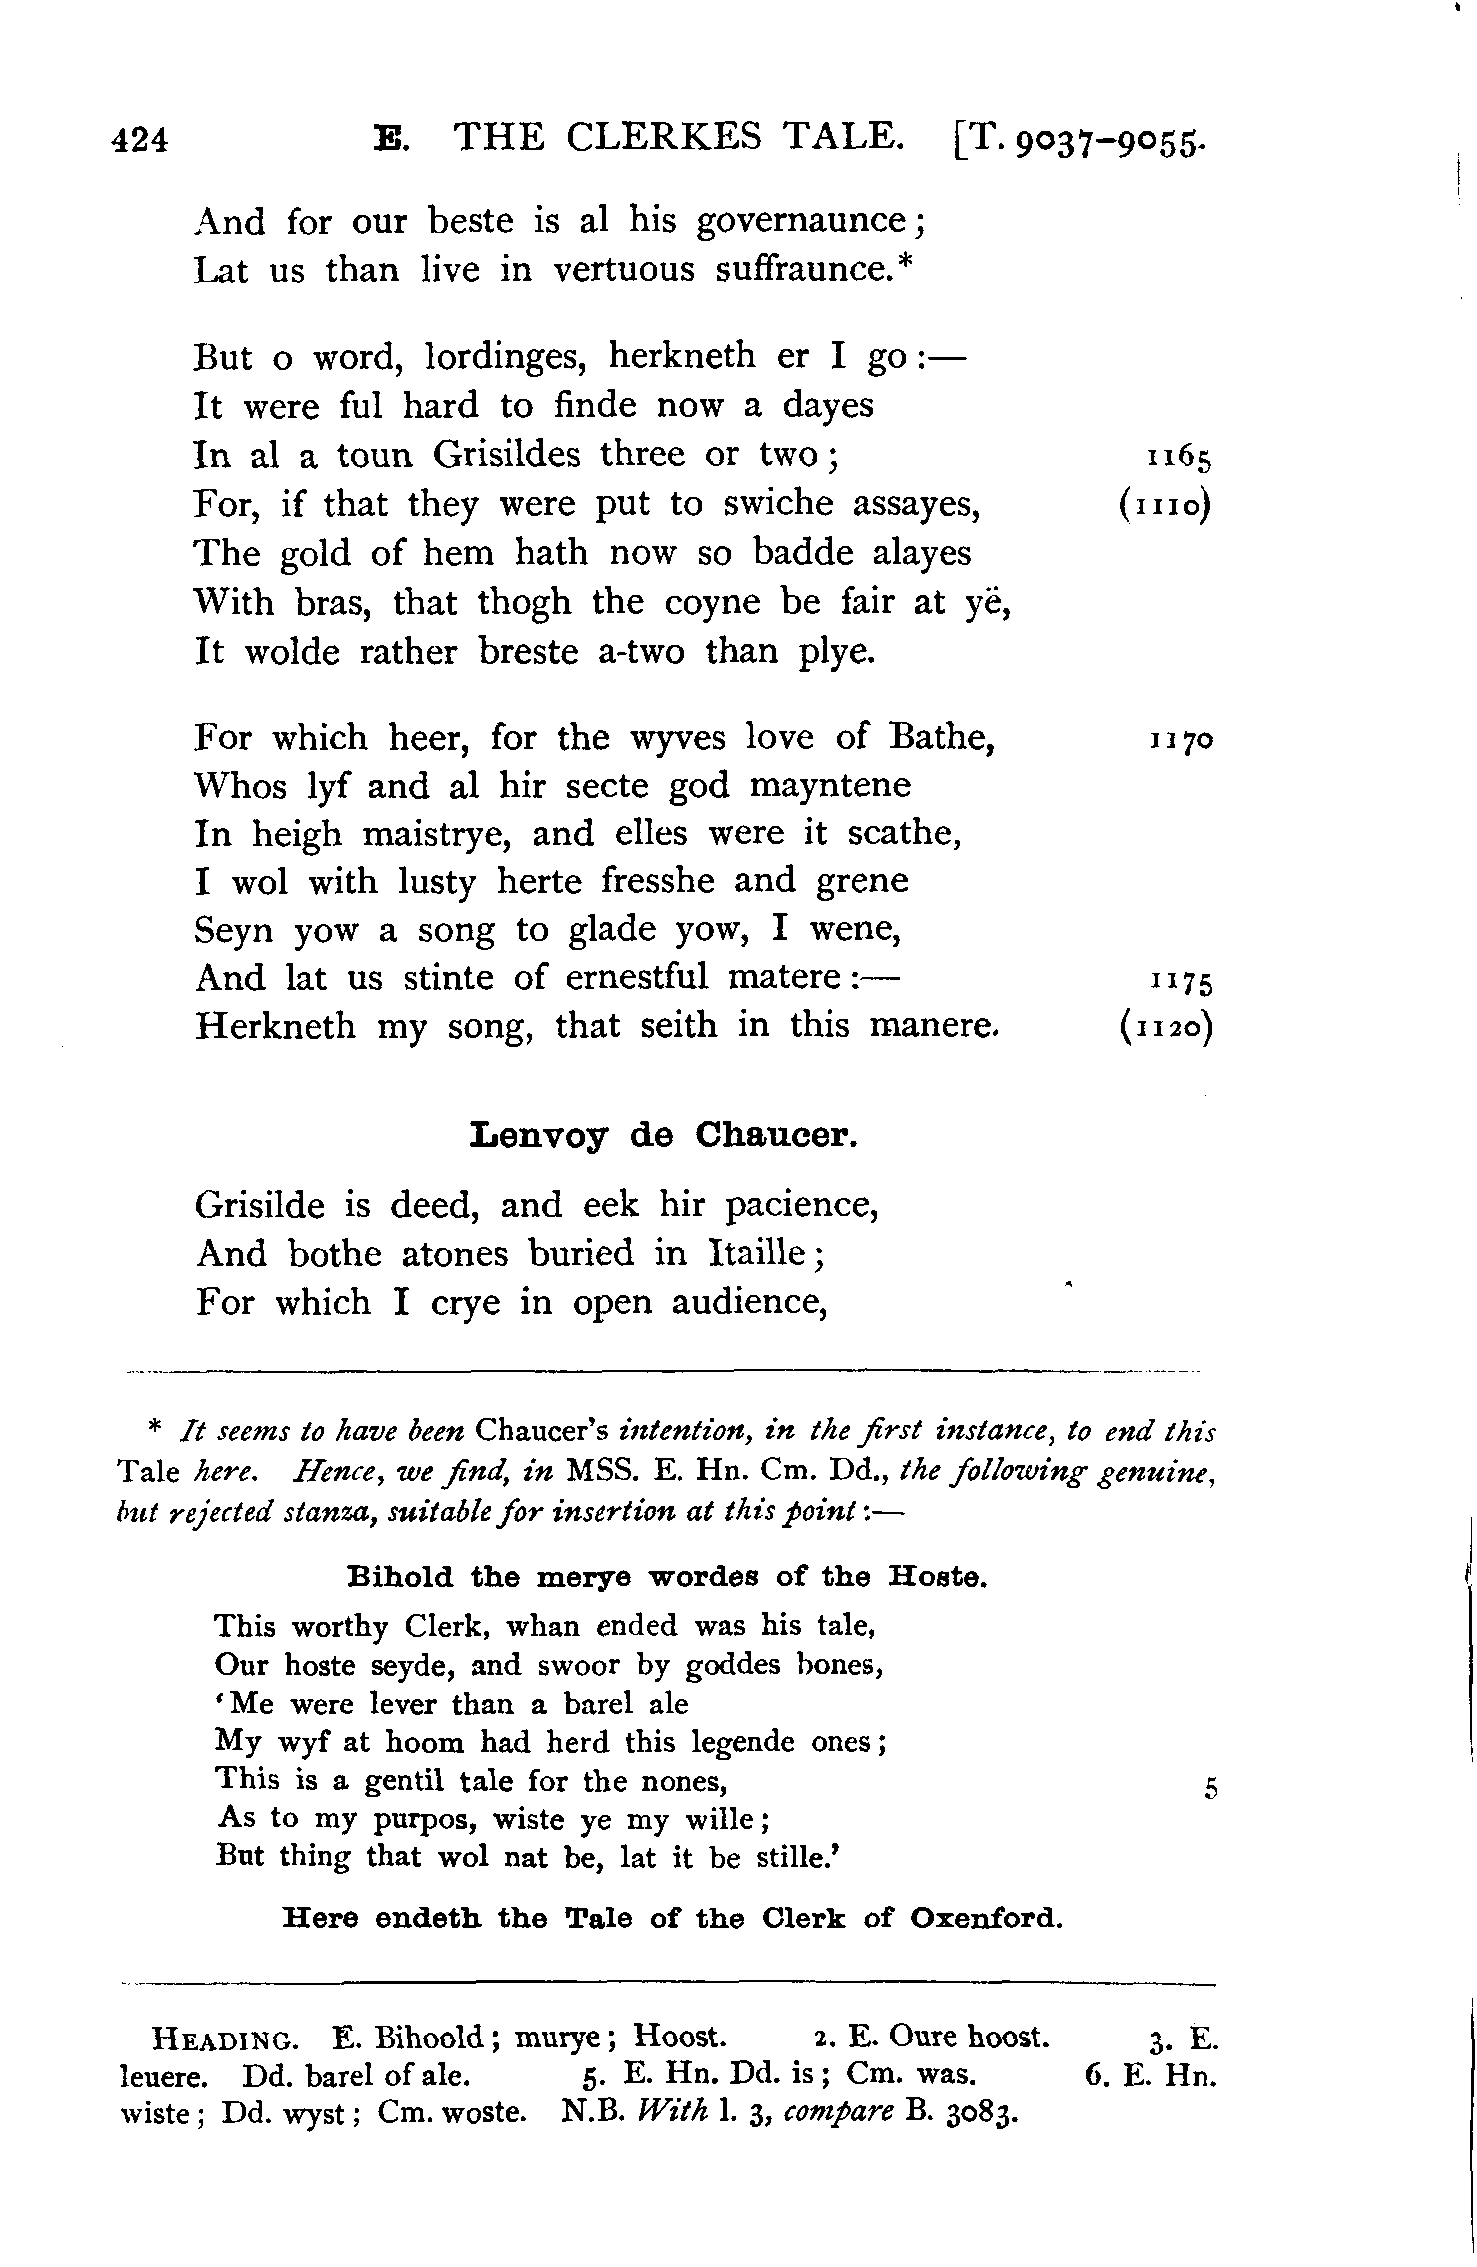 424 E. THE CLERKES TALE. [T. 9037–9055.
And for our beste is al his governaunce;
Lat us than live in vertuous suffraunce.*
But o word, lordinges, herkneth er I go:—
It were ful hard to finde now a dayes
In al a toun Grisildes three or two; 1165
For, if that they were put to swiche assayes, (1110)
The gold of hem hath now so badde alayes
With bras, that thogh the coyne be fair at yë,
It wolde rather breste a-two than plye.
For which heer, for the wyves love of Bathe, 1170
Whos lyf and al hir secte god mayntene
In heigh maistrye, and elles were it scathe,
I wol with lusty herte fresshe and grene
Seyn yow a song to glade yow, I wene,
And lat us stinte of ernestful matere:— 1175
Herkneth my song, that seith in this manere. (1120)
Lenvoy de Chaucer.
Grisilde is deed, and eek hir pacience,
And bothe atones buried in Itaille;
For which I crye in open audience,
* It seems to have been Chaucer's intention, in the first instance, to end this
Tale here. Hence, we find, in MSS. E. Hn. Cm. Dd., the following genuine,
but rejected stanza, suitable for insertion at this point:—
Bihold the merye wordes of the Hoste.
This worthy Clerk, whan ended was his tale,
Our hoste seyde, and swoor by goddes bones,
'Me were lever than a barel ale
My wyf at hoom had herd this legende ones;
This is a gentil tale for the nones, 5
As to my purpos, wiste ye my wille;
But thing that wol nat be, lat it be stille.'
Here endeth the Tale of the Clerk of Oxenford.
HEADING. E. Bihoold; murye; Hoost. 2. E. Oure hoost. 3. E.
leuere. Dd. barel of ale. 5. E. Hn. Dd. is; Cm. was. 6. E. Hn.
wiste; Dd. wyst; Cm. woste. N.B. With l. 3, compare B. 3083.